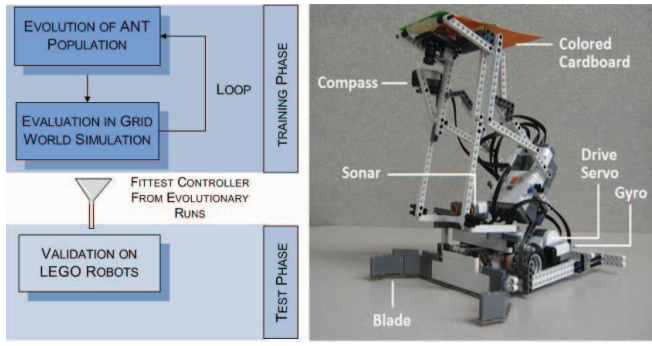 EVOLUTION OF ANT
POPULATION
LOOP
EVALUATION IN GRID
WORLD SIMULATION
TRAINING PHASE
FITTEST CONTROLLER
FROM EVOLUTIONARY
RUNS
VALIDATION ON
LEGO ROBOTS
TEST PHASE
Colored
Cardboard
Compass
Sonar
Drive
Servo
Gyro
Blade